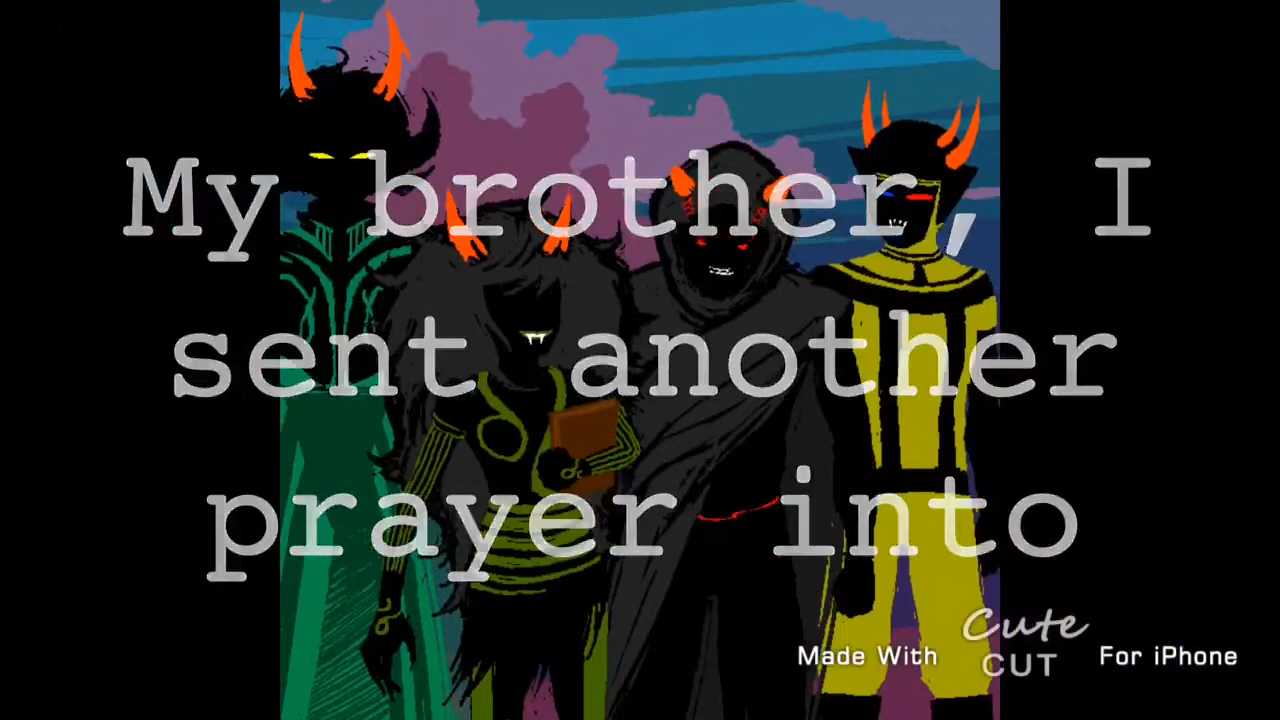 My brother, I
sent another
prayer into
Made With Cute CUT For iPhone